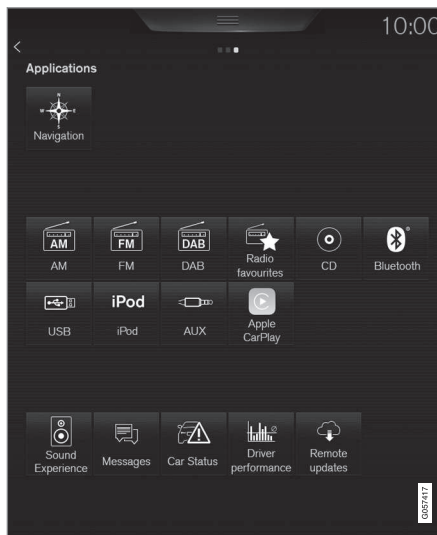 10:00
Applications
N
W E
S
Navigation
AM FM DAB
AM FM DAB Radio favourites CD Bluetooth
iPod
USB iPod AUX Apple CarPlay
Sound Experience Messages Car Status Driver performance Remote updates
G057417